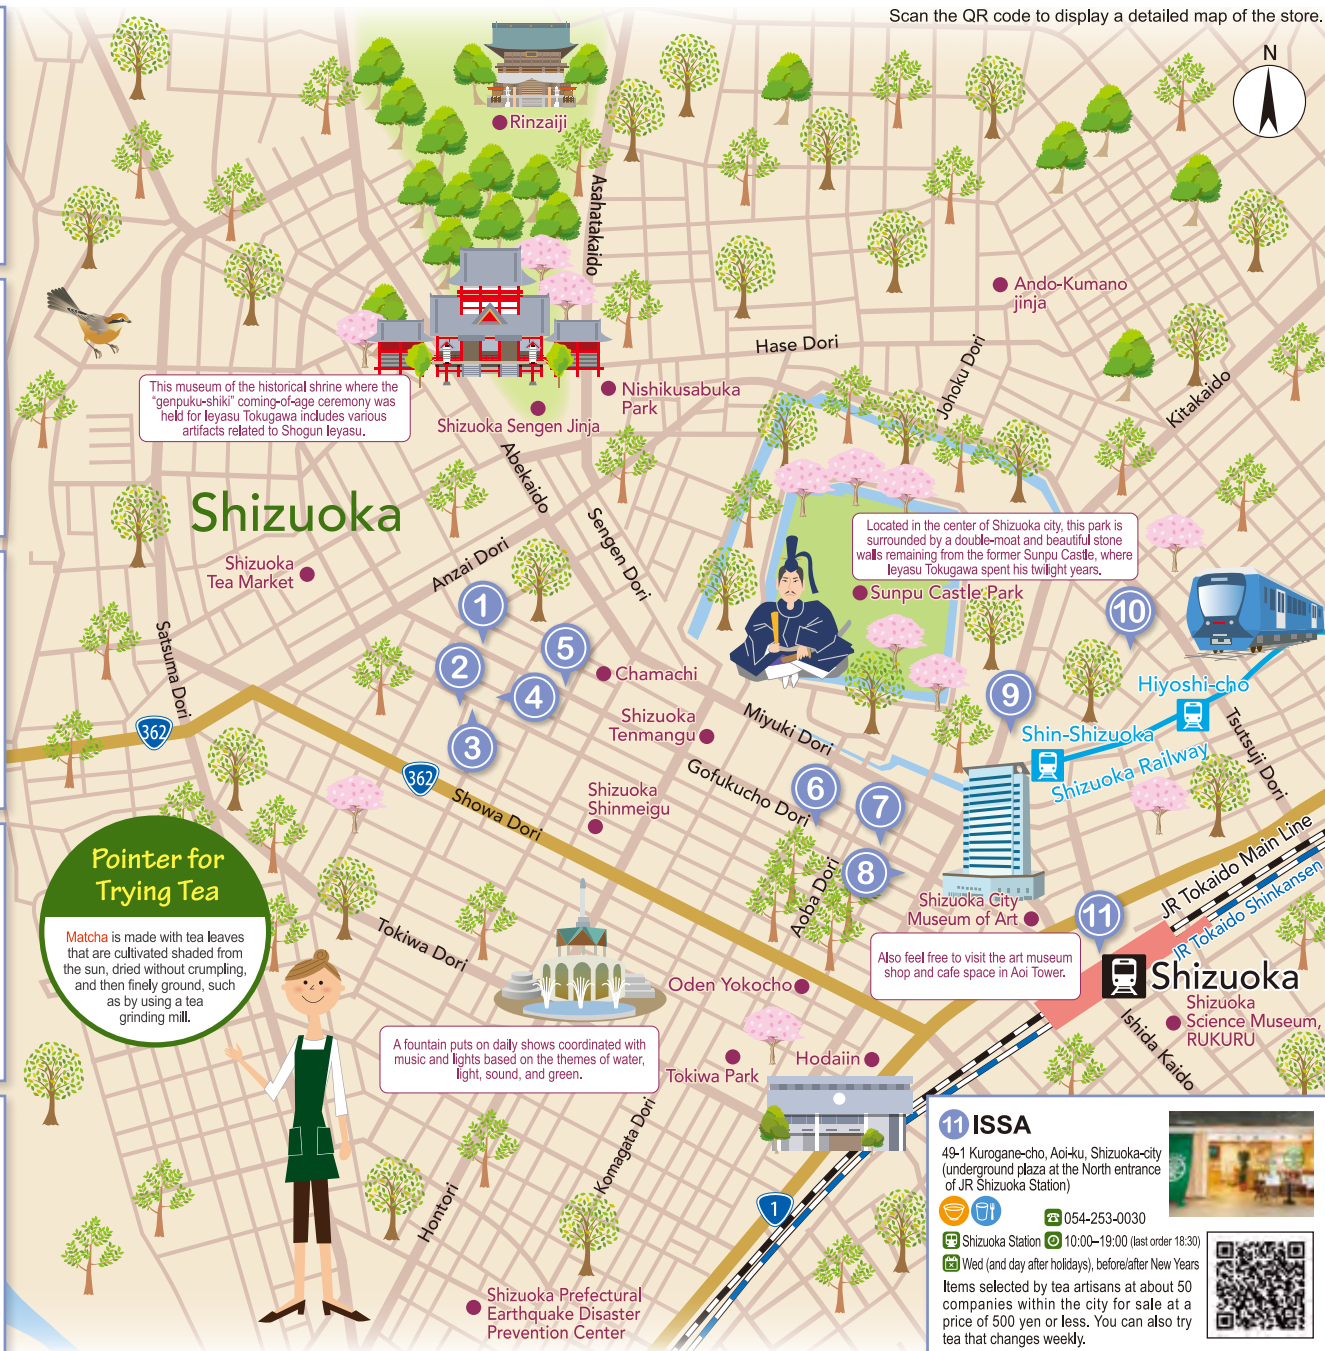 Scan the QR code to display a detailed map of the store.
N
Rinzaiji
Asahatakaido
Ando-Kumano
jinja
Hase Dori
Johoku Dori
Kitakaido
This museum of the historical shrine where the
"genpuku-shiki" coming-of-age ceremony was
held for Ieyasu Tokugawa includes various
artifacts related to Shogun Ieyasu.
Nishikusabuka
Park
Shizuoka Sengen Jinja
Abekaido
Sengen Dori
Shizuoka
Anzai Dori
Shizuoka
Tea Market
Satsuma Dori
Located in the center of Shizuoka city, this park is
surrounded by a double-moat and beautiful stone
walls remaining from the former Sunpu Castle, where
Ieyasu Tokugawa spent his twilight years.
Sunpu Castle Park
1
2
3
4
5
10
9
Chamachi
Shizuoka
Tenmangu
Miyuki Dori
Gofukucho Dori
Hiyoshi-cho
Shin-Shizuoka
Shizuoka Railway
Tsutsuji Dori
362
362
Showa Dori
Shizuoka
Shinmeigu
6
7
8
Aoba Dori
Shizuoka City
Museum of Art
11
JR Tokaido Main Line
JR Tokaido Shinkansen
Also feel free to visit the art museum
shop and cafe space in Aoi Tower.
Shizuoka
Shizuoka
Science Museum,
RUKURU
Ishida Kaido
Pointer for
Trying Tea
Matcha is made with tea leaves
that are cultivated shaded from
the sun, dried without crumpling,
and then finely ground, such
as by using a tea
grinding mill.
Tokiwa Dori
Oden Yokocho
A fountain puts on daily shows coordinated with
music and lights based on the themes of water,
light, sound, and green.
Tokiwa Park
Hodaiin
Komagata Dori
Hontori
1
Shizuoka Prefectural
Earthquake Disaster
Prevention Center
11 ISSA
49-1 Kurogane-cho, Aoi-ku, Shizuoka-city
(underground plaza at the North entrance
of JR Shizuoka Station)
054-253-0030
Shizuoka Station 10:00–19:00 (last order 18:30)
Wed (and day after holidays), before/after New Years
Items selected by tea artisans at about 50
companies within the city for sale at a
price of 500 yen or less. You can also try
tea that changes weekly.